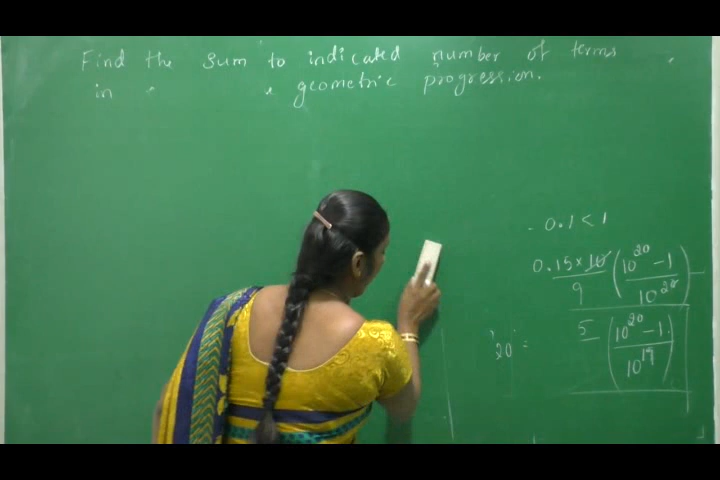 Find the sum to indicated number of terms
in geometric progression.
0.1 < 1
0.15 × 10 / 9 (10^20 - 1 / 10^20)
20 = 5 (10^20 - 1 / 10^19)